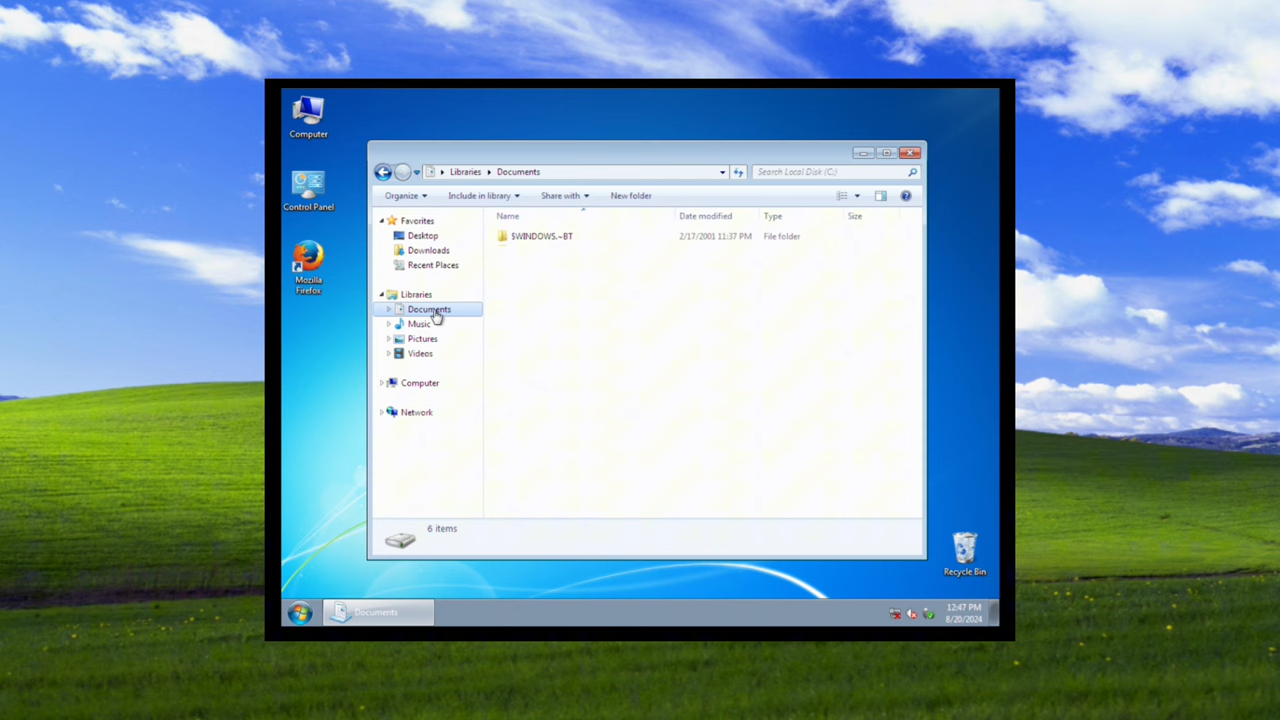 Computer
Control Panel
Mozilla
Firefox
Libraries Documents
Search Local Disk (C:)
Organize Include in library Share with New folder
Favorites
Desktop
Downloads
Recent Places
Libraries
Documents
Music
Pictures
Videos
Computer
Network
Name Date modified Type Size
$WINDOWS.~BT 2/17/2001 11:37 PM File folder
6 items
Recycle Bin
Documents
12:47 PM
8/20/2024